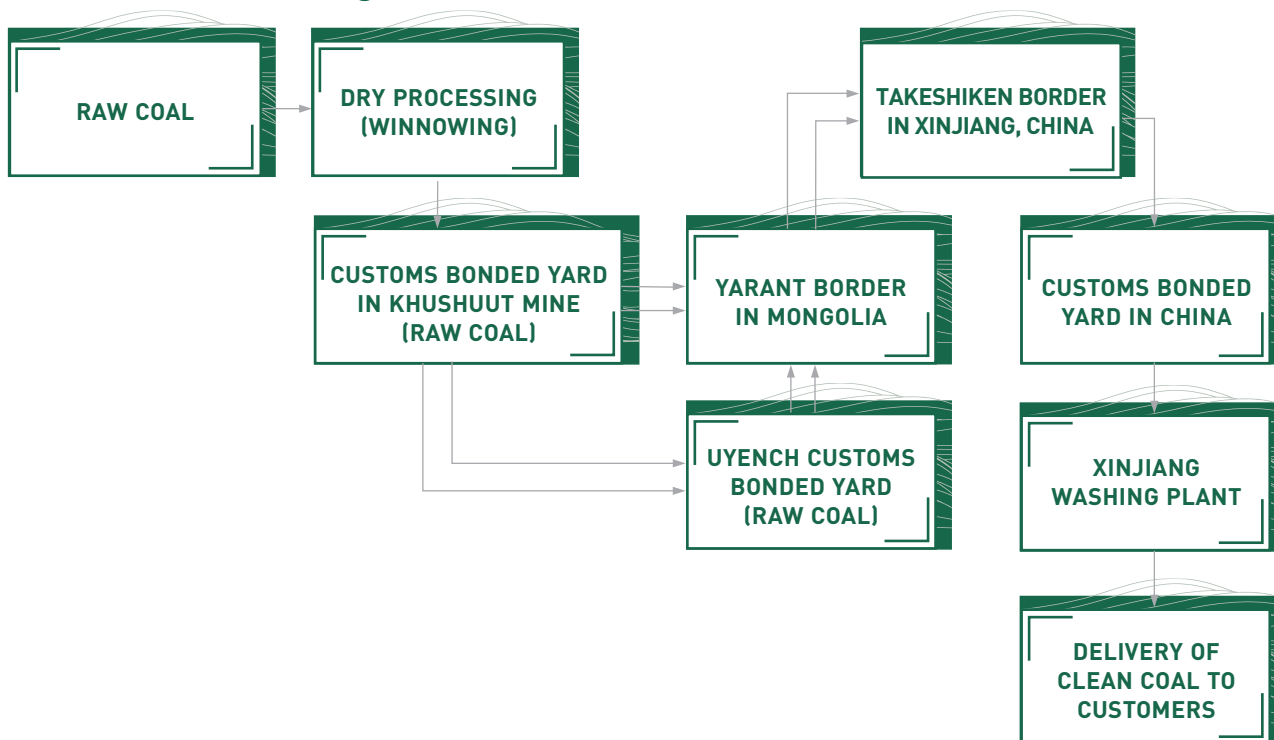 RAW COAL
DRY PROCESSING
(WINNOWING)
TAKESHIKEN BORDER
IN XINJIANG, CHINA
CUSTOMS BONDED YARD
IN KHUSHUUT MINE
(RAW COAL)
YARANT BORDER
IN MONGOLIA
CUSTOMS BONDED
YARD IN CHINA
UYENCH CUSTOMS
BONDED YARD
(RAW COAL)
XINJIANG
WASHING PLANT
DELIVERY OF
CLEAN COAL TO
CUSTOMERS